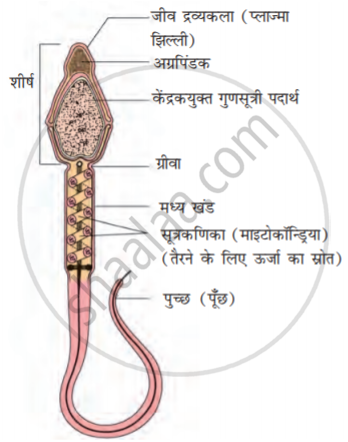 जीव द्रव्यकला (प्लाज्मा
झिल्ली)
अग्रपिंडक
शीर्ष
केंद्रकयुक्त गुणसूत्री पदार्थ
ग्रीवा
मध्य खंड
सूत्रकणिका (माइटोकॉन्ड्रिया)
(तैरने के लिए ऊर्जा का स्रोत)
पुच्छ (पूँछ)
shaalaa.com